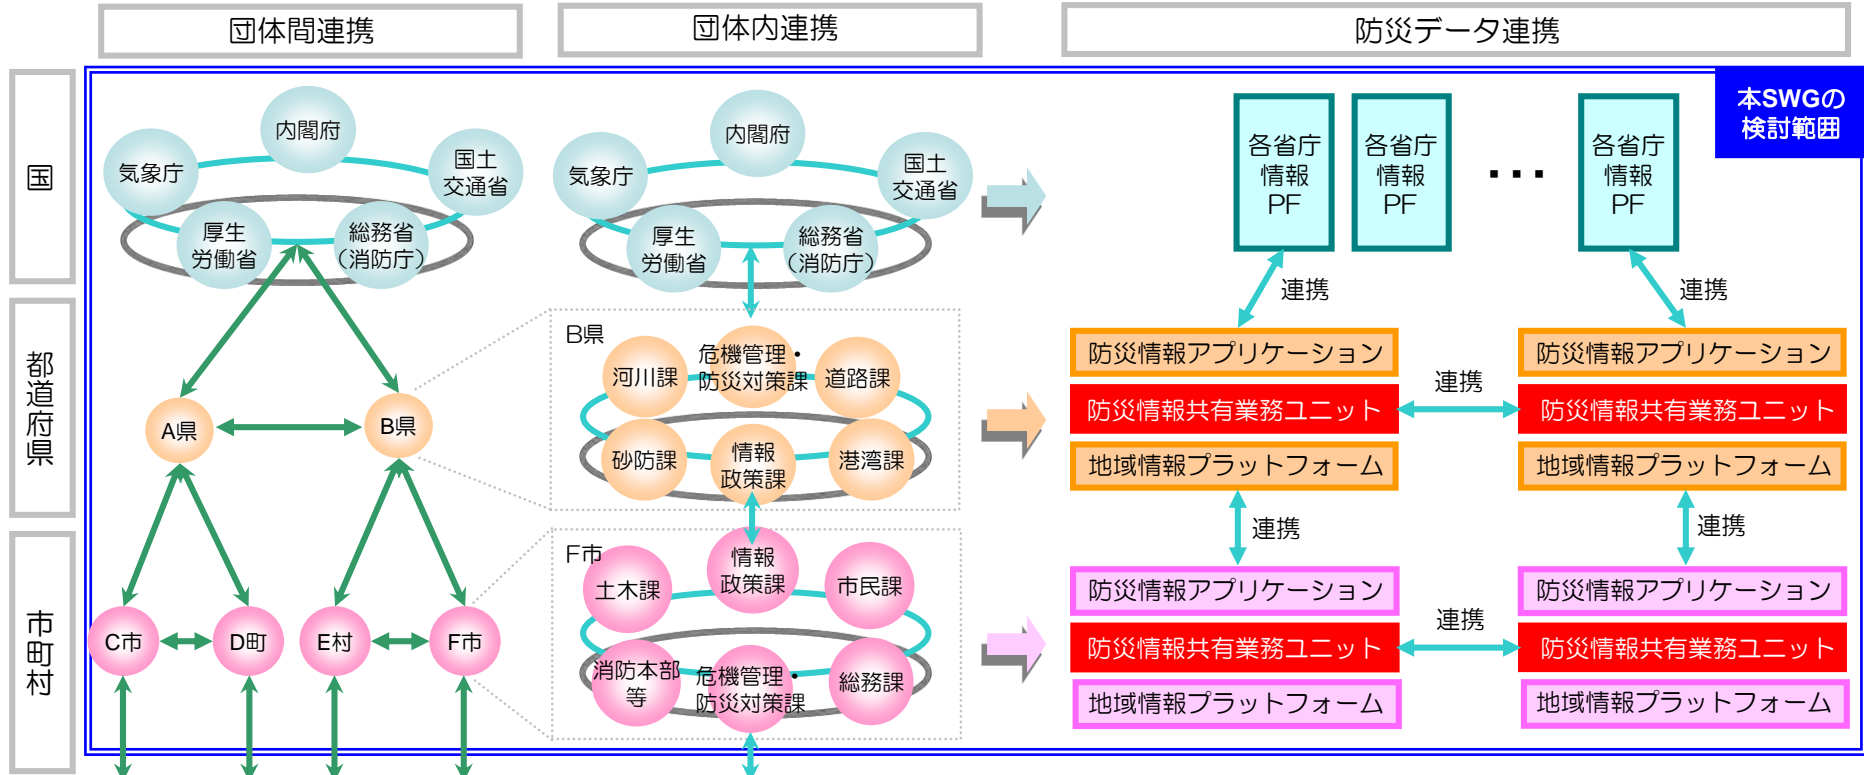 団体間連携
団体内連携
防災データ連携
本SWGの
検討範囲
国
内閣府
気象庁
国土
交通省
厚生
労働省
総務省
(消防庁)
内閣府
気象庁
国土
交通省
厚生
労働省
総務省
(消防庁)
各省庁
情報
PF
各省庁
情報
PF
・・・
各省庁
情報
PF
連携
連携
都道府県
A県
B県
B県
河川課
危機管理・
防災対策課
道路課
砂防課
情報
政策課
港湾課
防災情報アプリケーション
防災情報共有業務ユニット
地域情報プラットフォーム
連携
防災情報アプリケーション
防災情報共有業務ユニット
地域情報プラットフォーム
連携
連携
市町村
C市
D町
E村
F市
F市
土木課
情報
政策課
市民課
消防本部
等
危機管理・
防災対策課
総務課
防災情報アプリケーション
防災情報共有業務ユニット
地域情報プラットフォーム
連携
防災情報アプリケーション
防災情報共有業務ユニット
地域情報プラットフォーム